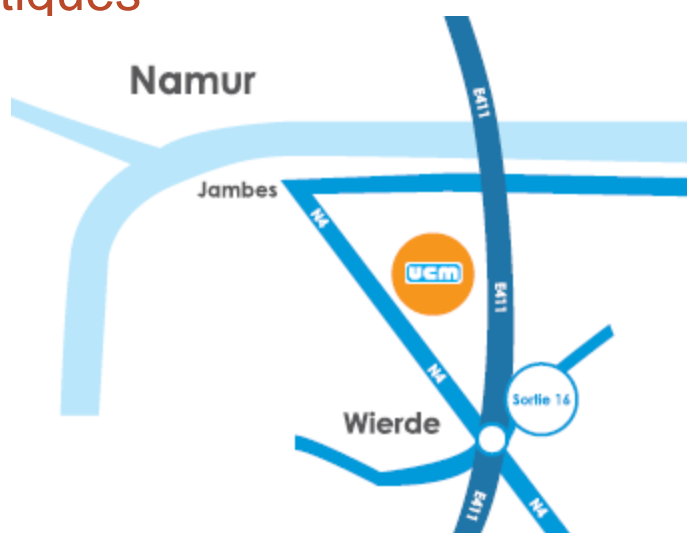 tiques
Namur
E411
Jambes
N4
ucm
E411
N4
Sortie 16
Wierde
E411
N4